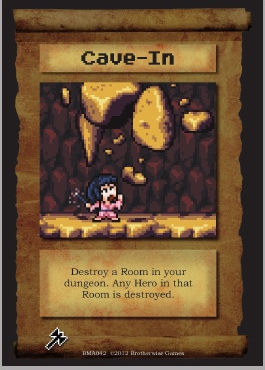 Cave-In
Destroy a Room in your
dungeon. Any Hero in that
Room is destroyed.
BMA042 ©2012 Brotherwise Games